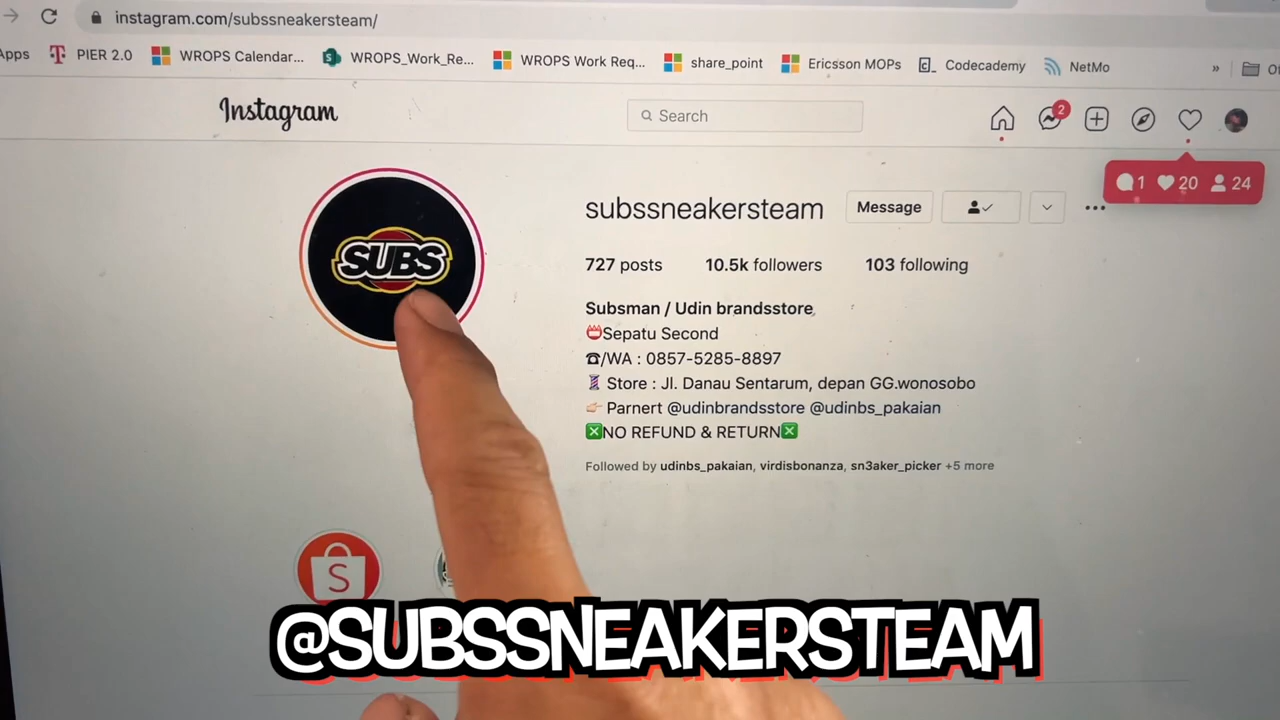 instagram.com/subssneakersteam/
Apps PIER 2.0 WROPS Calendar... WROPS_Work_Re... WROPS Work Req... share_point Ericsson MOPs Codecademy NetMo » 
Instagram Search 2
1 20 24
SUBS
subssneakersteam Message
727 posts 10.5k followers 103 following
Subsman / Udin brandsstore
Sepatu Second
/WA : 0857-5285-8897
Store : Jl. Danau Sentarum, depan GG.wonosobo
Parnert @udinbrandsstore @udinbs_pakaian
NO REFUND & RETURN
Followed by udinbs_pakaian, virdisbonanza, sn3aker_picker +5 more
S
@SUBSSNEAKERSTEAM